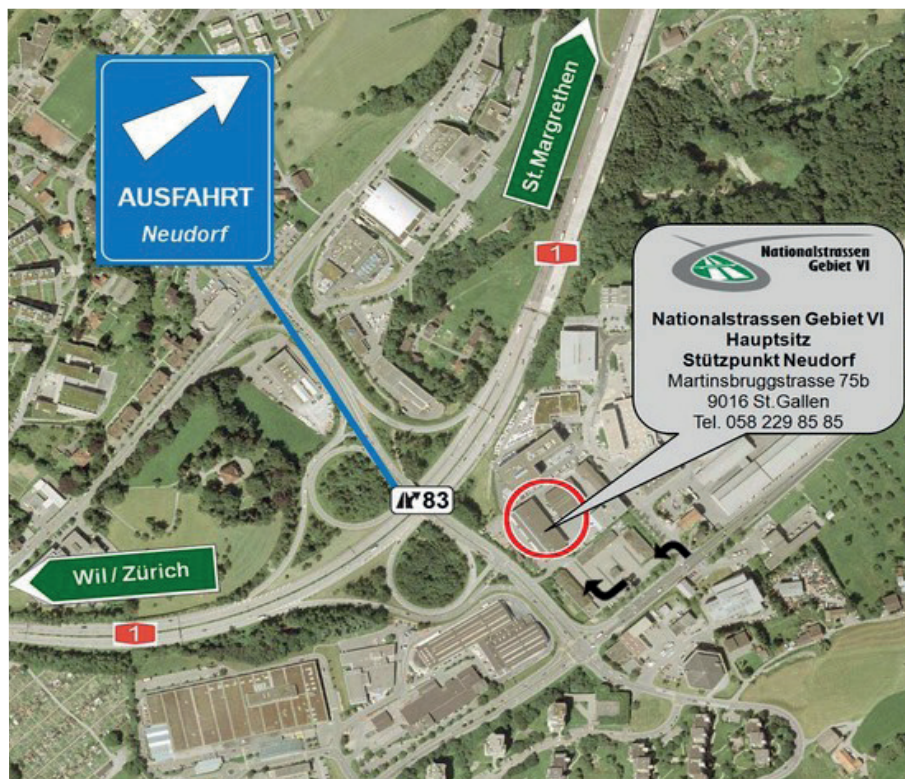 AUSFAHRT
Neudorf
St.Margrethen
1
Nationalstrassen
Gebiet VI
Nationalstrassen Gebiet VI
Hauptsitz
Stützpunkt Neudorf
Martinsbruggstrasse 75b
9016 St.Gallen
Tel. 058 229 85 85
83
Wil / Zürich
1